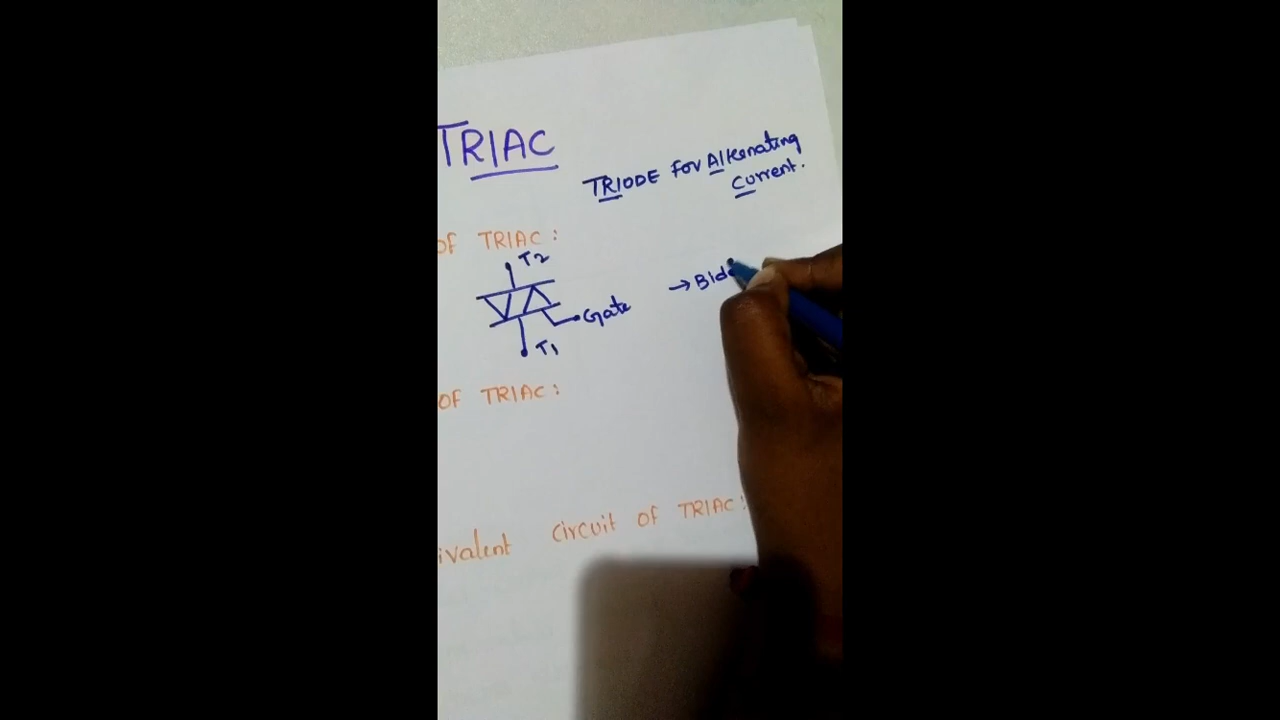 TRIAC
TRIODE for Alternating
Current.
OF TRIAC:
T2
Gate
T1
→ Bid
OF TRIAC:
ivalent circuit of TRIAC: